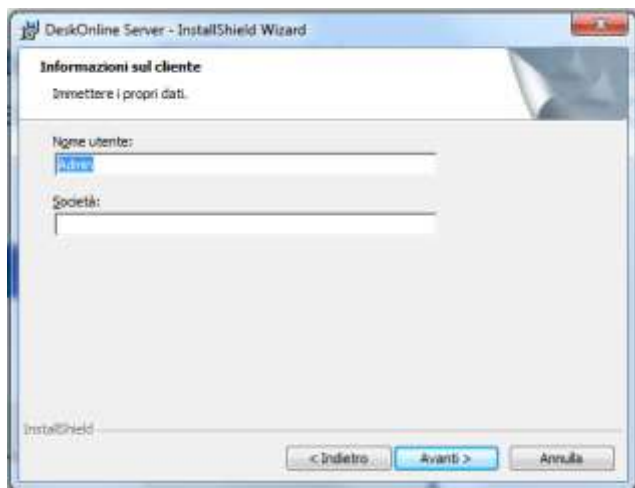 DeskOnline Server - InstallShield Wizard
Informazioni sul cliente
Immettere i propri dati.
Nome utente:
Admin
Società:
InstallShield
< Indietro
Avanti >
Annulla